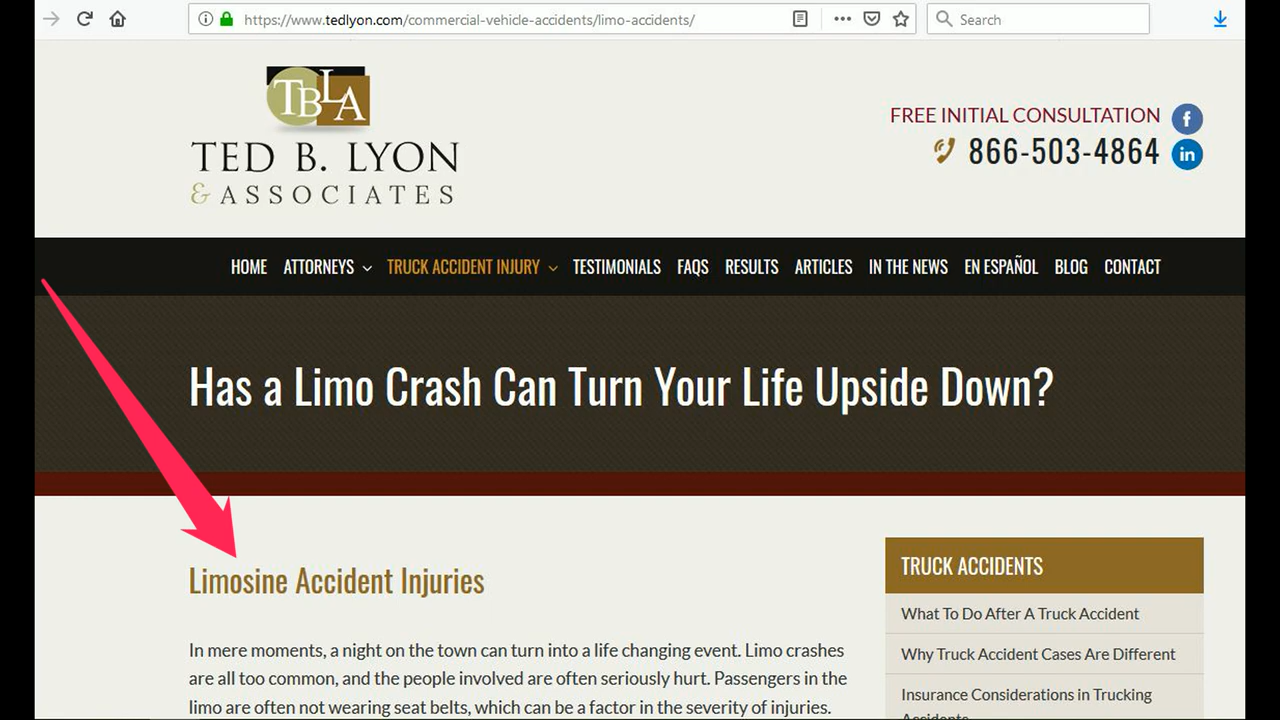 https://www.tedlyon.com/commercial-vehicle-accidents/limo-accidents/
Search
TBLA
TED B. LYON
& ASSOCIATES
FREE INITIAL CONSULTATION
866-503-4864
f
in
HOME ATTORNEYS TRUCK ACCIDENT INJURY TESTIMONIALS FAQS RESULTS ARTICLES IN THE NEWS EN ESPAÑOL BLOG CONTACT
Has a Limo Crash Can Turn Your Life Upside Down?
Limosine Accident Injuries
In mere moments, a night on the town can turn into a life changing event. Limo crashes
are all too common, and the people involved are often seriously hurt. Passengers in the
limo are often not wearing seat belts, which can be a factor in the severity of injuries.
TRUCK ACCIDENTS
What To Do After A Truck Accident
Why Truck Accident Cases Are Different
Insurance Considerations in Trucking
Accidents